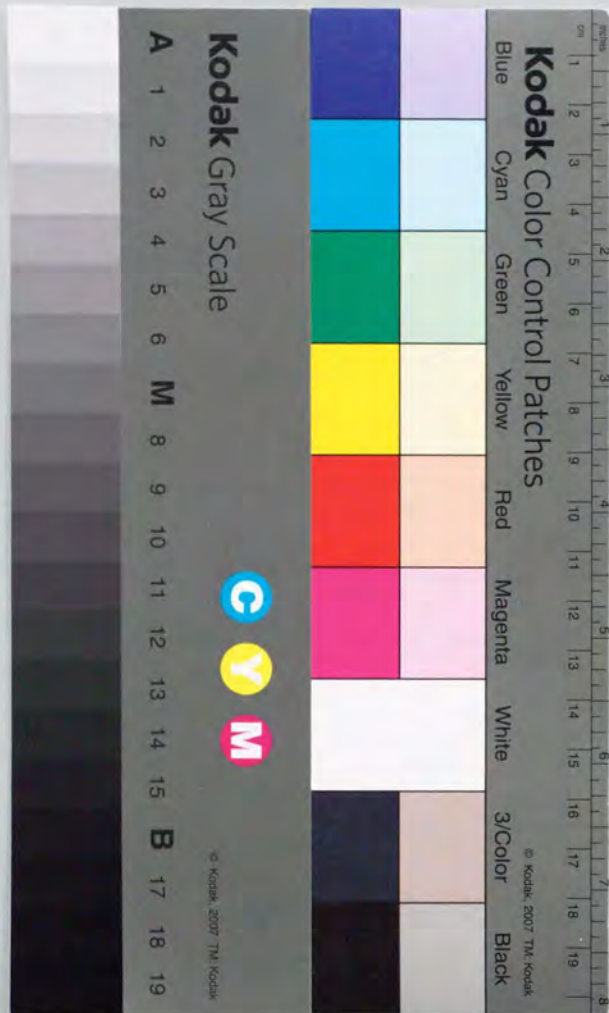 inches 1 2 3 4 5 6 7 8
cm 1 2 3 4 5 6 7 8 9 10 11 12 13 14 15 16 17 18 19
Kodak Color Control Patches
© Kodak, 2007 TM: Kodak
Blue Cyan Green Yellow Red Magenta White 3/Color Black
Kodak Gray Scale
C Y M
© Kodak, 2007 TM: Kodak
A 1 2 3 4 5 6 M 8 9 10 11 12 13 14 15 B 17 18 19